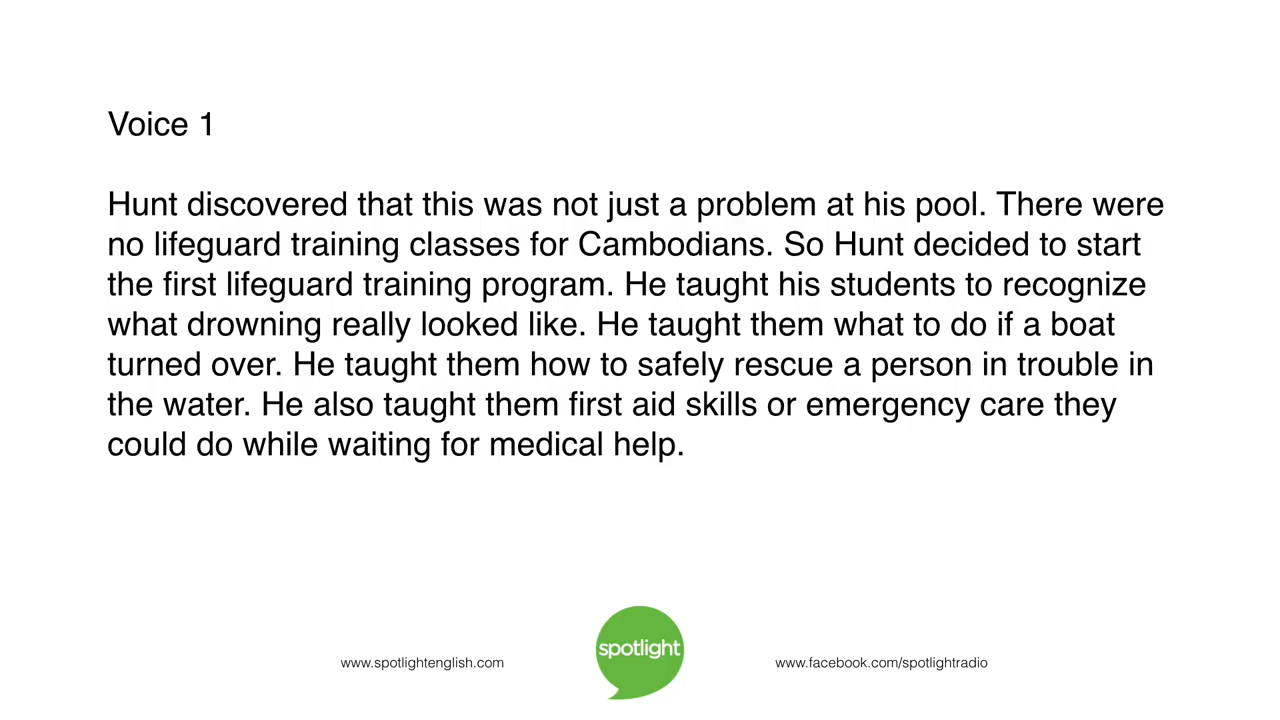 Voice 1
Hunt discovered that this was not just a problem at his pool. There were
no lifeguard training classes for Cambodians. So Hunt decided to start
the first lifeguard training program. He taught his students to recognize
what drowning really looked like. He taught them what to do if a boat
turned over. He taught them how to safely rescue a person in trouble in
the water. He also taught them first aid skills or emergency care they
could do while waiting for medical help.
www.spotlightenglish.com
spotlight
www.facebook.com/spotlightradio